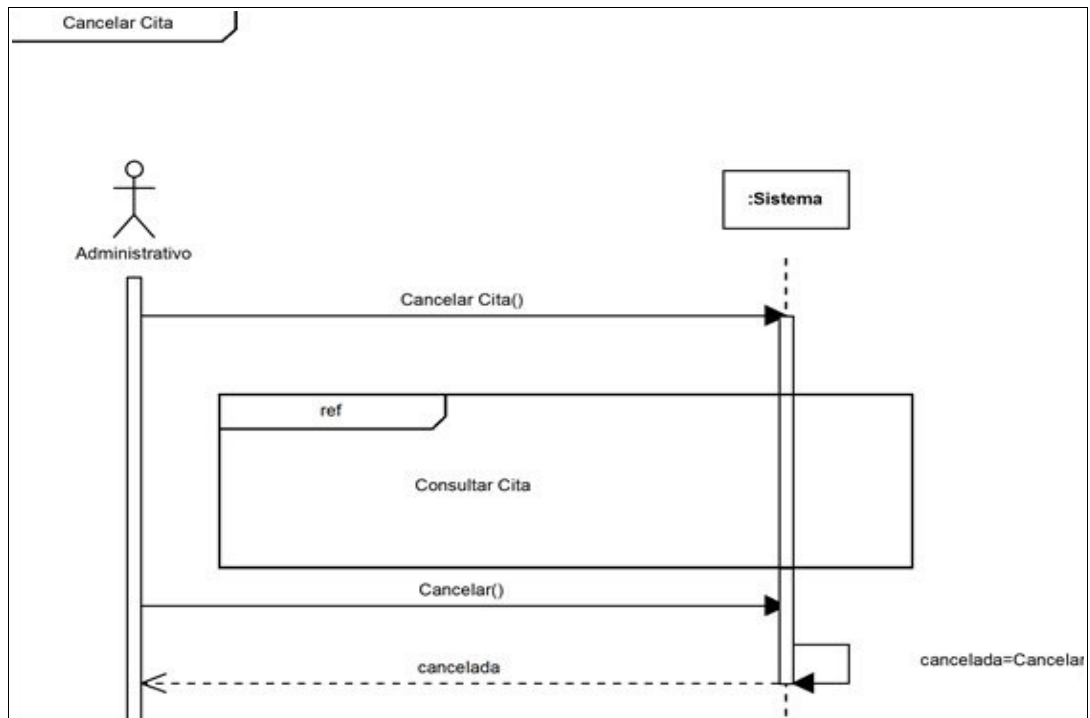 Cancelar Cita
:Sistema
Administrativo
Cancelar Cita()
ref
Consultar Cita
Cancelar()
cancelada=Cancelar
cancelada